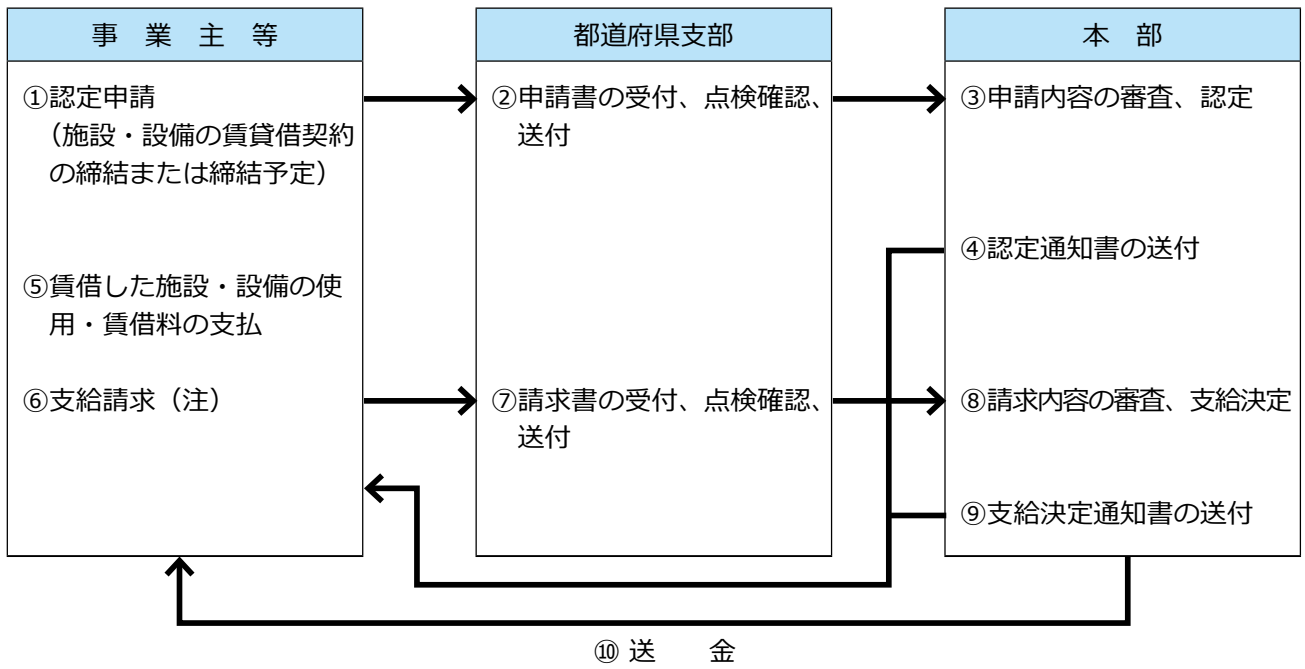 事 業 主 等
①認定申請
（施設・設備の賃貸借契約
の締結または締結予定）
⑤賃借した施設・設備の使
用・賃借料の支払
⑥支給請求（注）
都道府県支部
②申請書の受付、点検確認、
送付
⑦請求書の受付、点検確認、
送付
本 部
③申請内容の審査、認定
④認定通知書の送付
⑧請求内容の審査、支給決定
⑨支給決定通知書の送付
⑩ 送 金